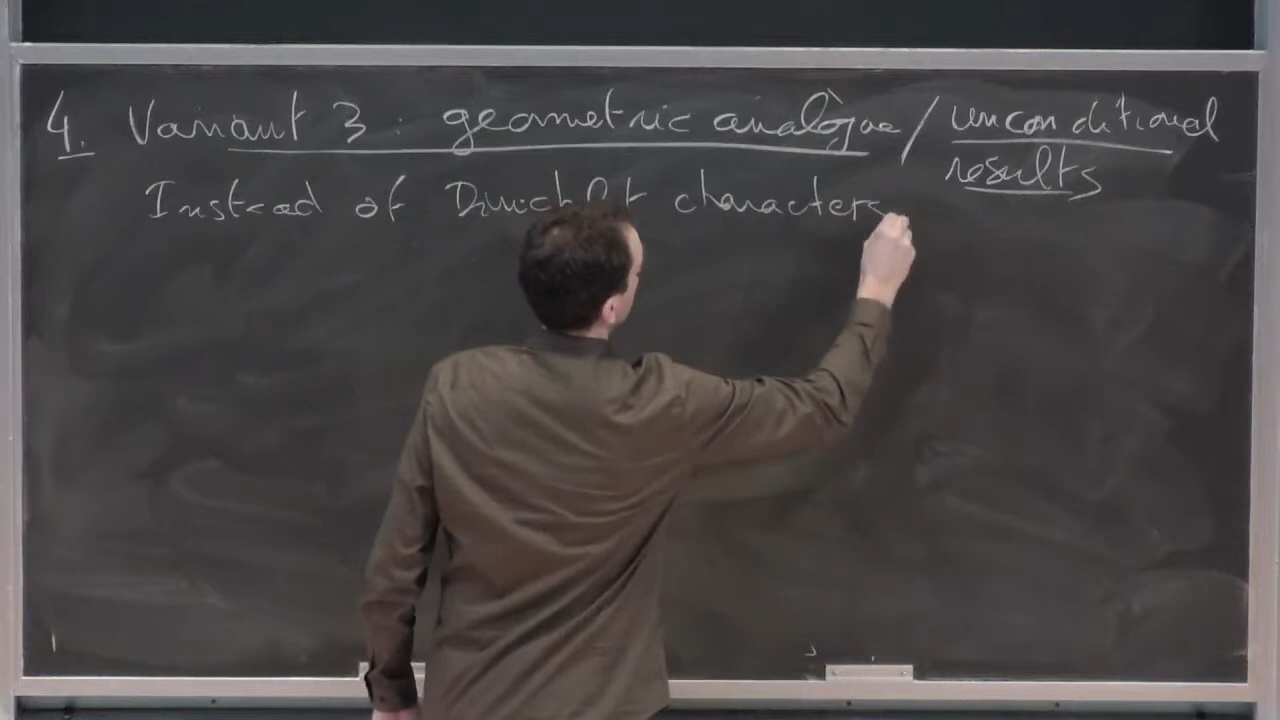 4. Variant 3 : geometric analogue / unconditional
results
Instead of Dirichlet characters